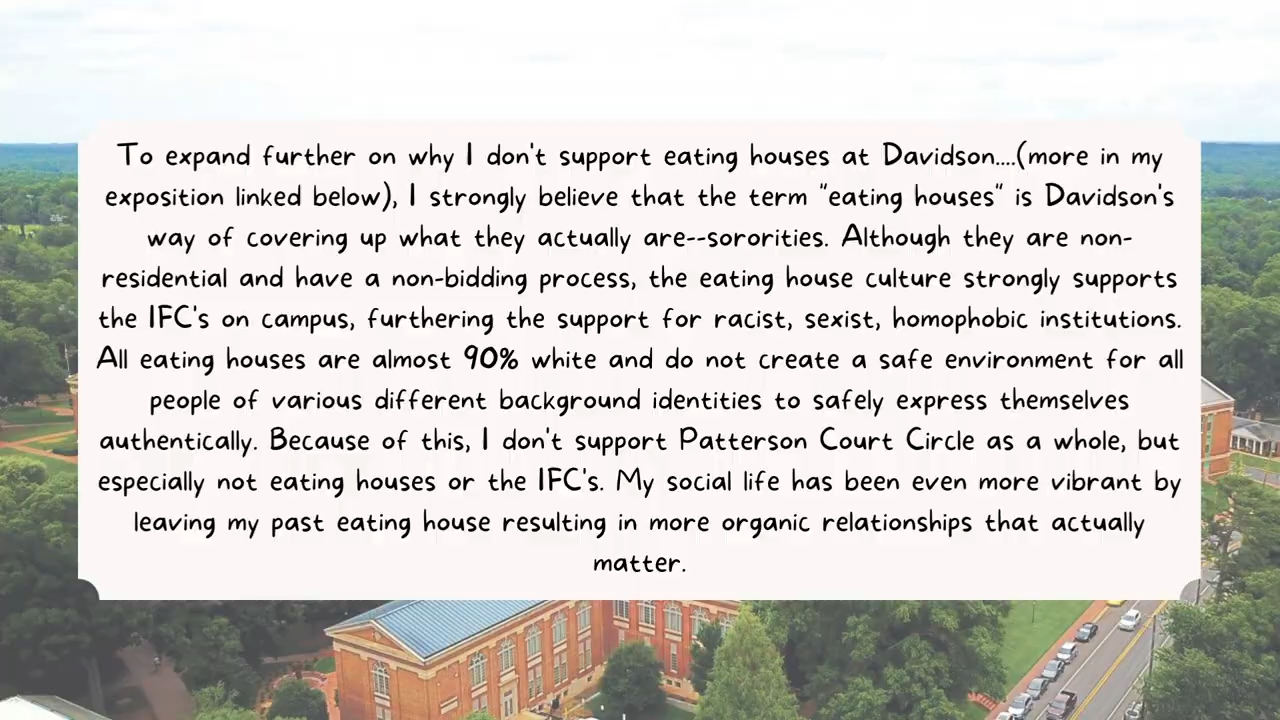 To expand further on why I don't support eating houses at Davidson....(more in my
exposition linked below), I strongly believe that the term "eating houses" is Davidson's
way of covering up what they actually are--sororities. Although they are non-
residential and have a non-bidding process, the eating house culture strongly supports
the IFC's on campus, furthering the support for racist, sexist, homophobic institutions.
All eating houses are almost 90% white and do not create a safe environment for all
people of various different background identities to safely express themselves
authentically. Because of this, I don't support Patterson Court Circle as a whole, but
especially not eating houses or the IFC's. My social life has been even more vibrant by
leaving my past eating house resulting in more organic relationships that actually
matter.